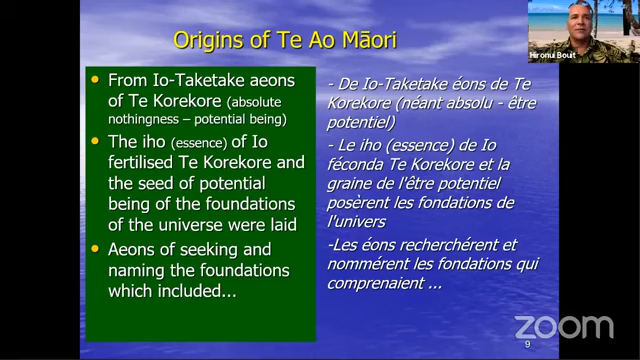 Origins of Te Ao Māori
Hironui Bouit
• From Io-Taketake aeons
of Te Korekore (absolute
nothingness – potential being)
• The iho (essence) of Io
fertilised Te Korekore and
the seed of potential
being of the foundations
of the universe were laid
• Aeons of seeking and
naming the foundations
which included...
- De Io-Taketake éons de Te
Korekore (néant absolu - être
potentiel)
- Le iho (essence) de Io
féconda Te Korekore et la
graine de l'être potentiel
posèrent les fondations de
l'univers
-Les éons recherchérent et
nommérent les fondations qui
comprenaient ...
zoom
9